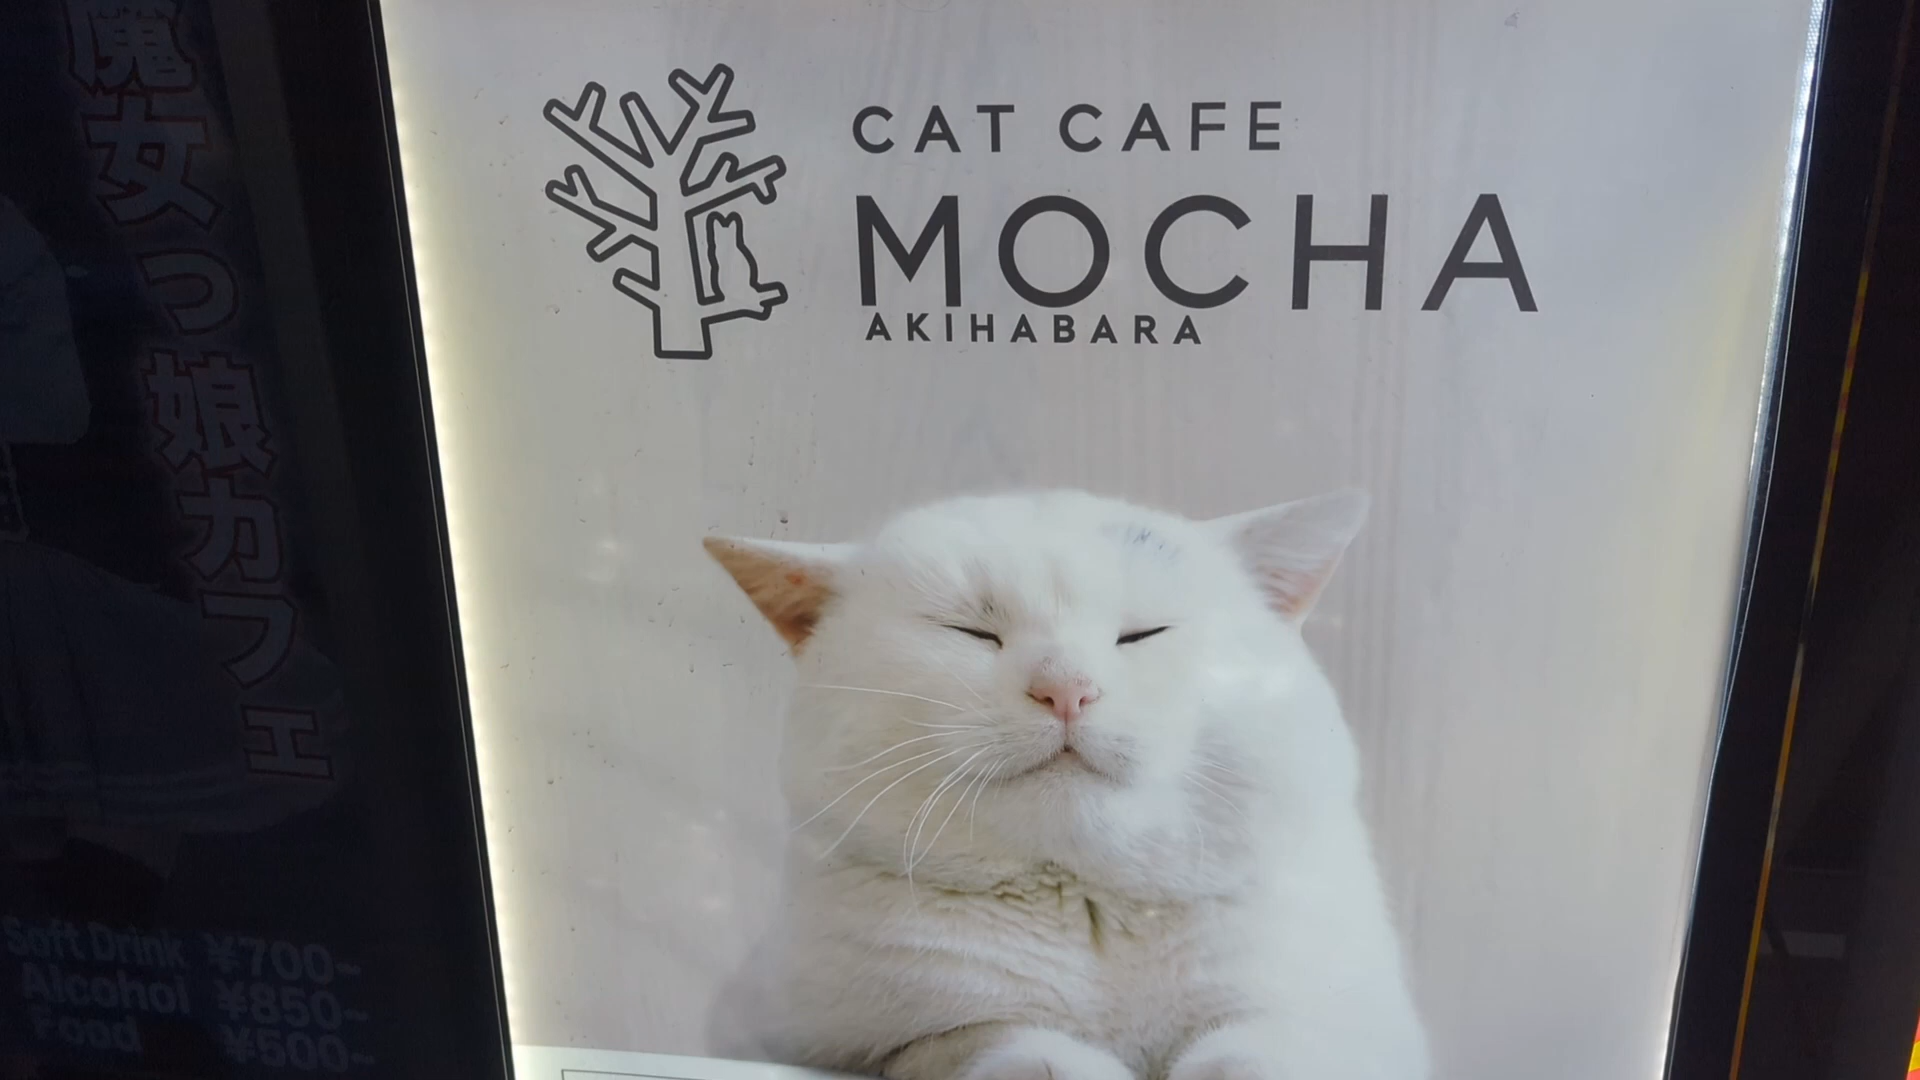 魔女っ娘カフェ
Soft Drink ¥700~
Alcohol ¥850~
Food ¥500~
CAT CAFE
MOCHA
AKIHABARA